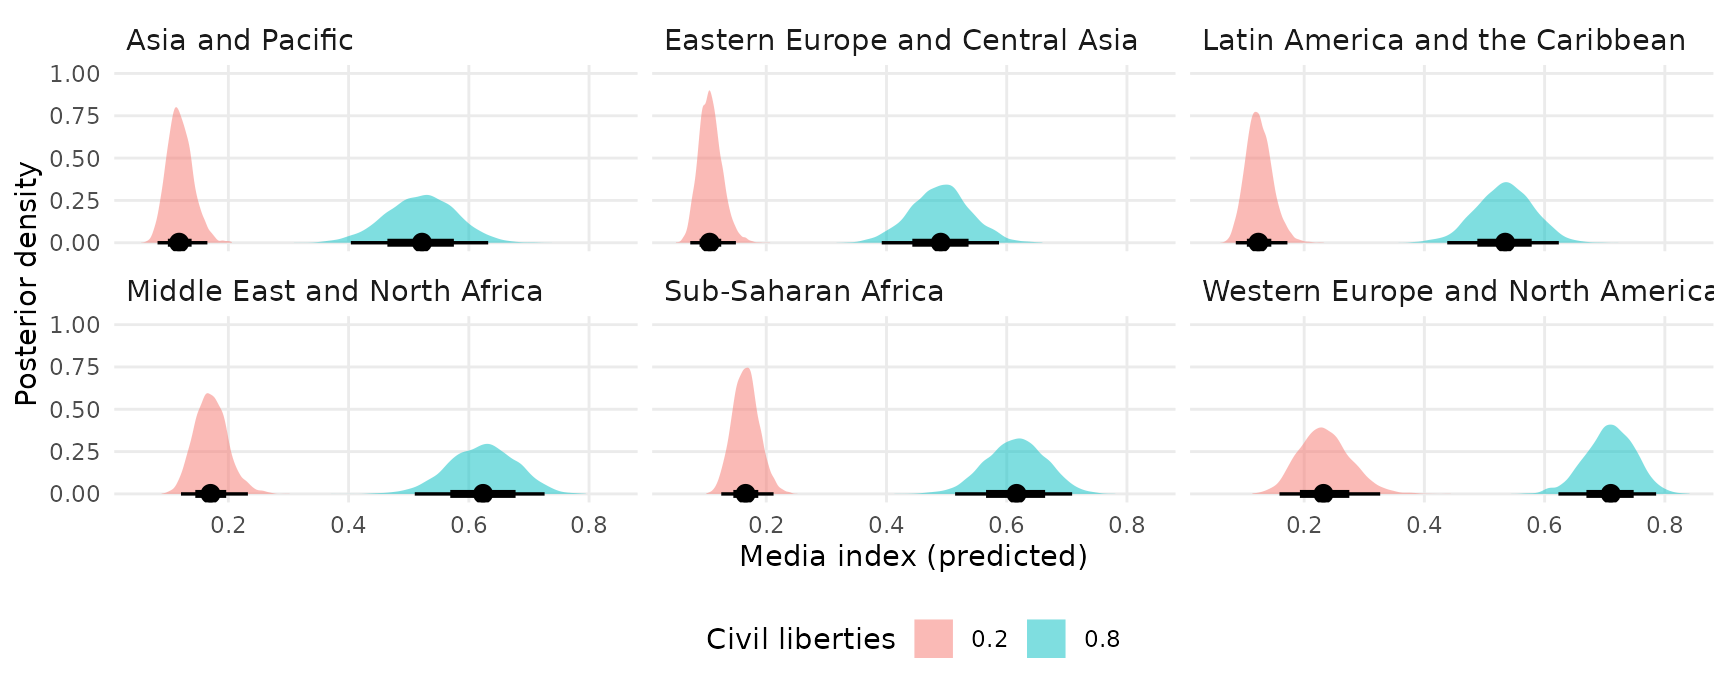 Asia and Pacific
Eastern Europe and Central Asia
Latin America and the Caribbean
1.00
0.75
0.50
0.25
0.00
Middle East and North Africa
Sub-Saharan Africa
Western Europe and North America
1.00
0.75
0.50
0.25
0.00
Posterior density
0.2 0.4 0.6 0.8
0.2 0.4 0.6 0.8
0.2 0.4 0.6 0.8
Media index (predicted)
Civil liberties 0.2 0.8